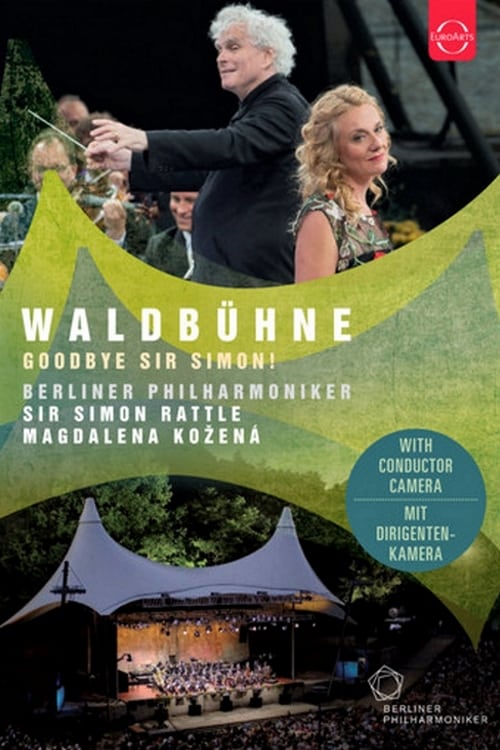 EUROARTS
WALDBÜHNE
GOODBYE SIR SIMON!
BERLINER PHILHARMONIKER
SIR SIMON RATTLE
MAGDALENA KOŽENÁ
WITH
CONDUCTOR
CAMERA
MIT
DIRIGENTEN-
KAMERA
BERLINER
PHILHARMONIKER